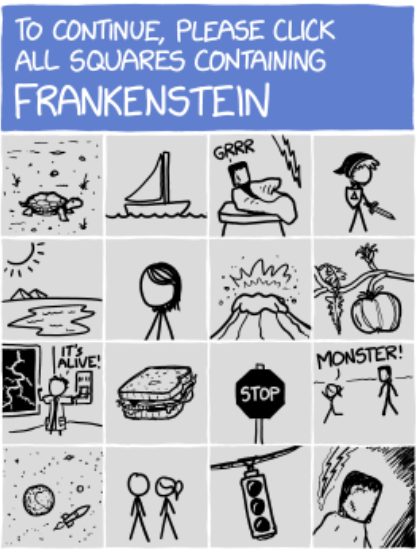 TO CONTINUE, PLEASE CLICK
ALL SQUARES CONTAINING
FRANKENSTEIN
GRRR
IT'S
ALIVE!
STOP
MONSTER!